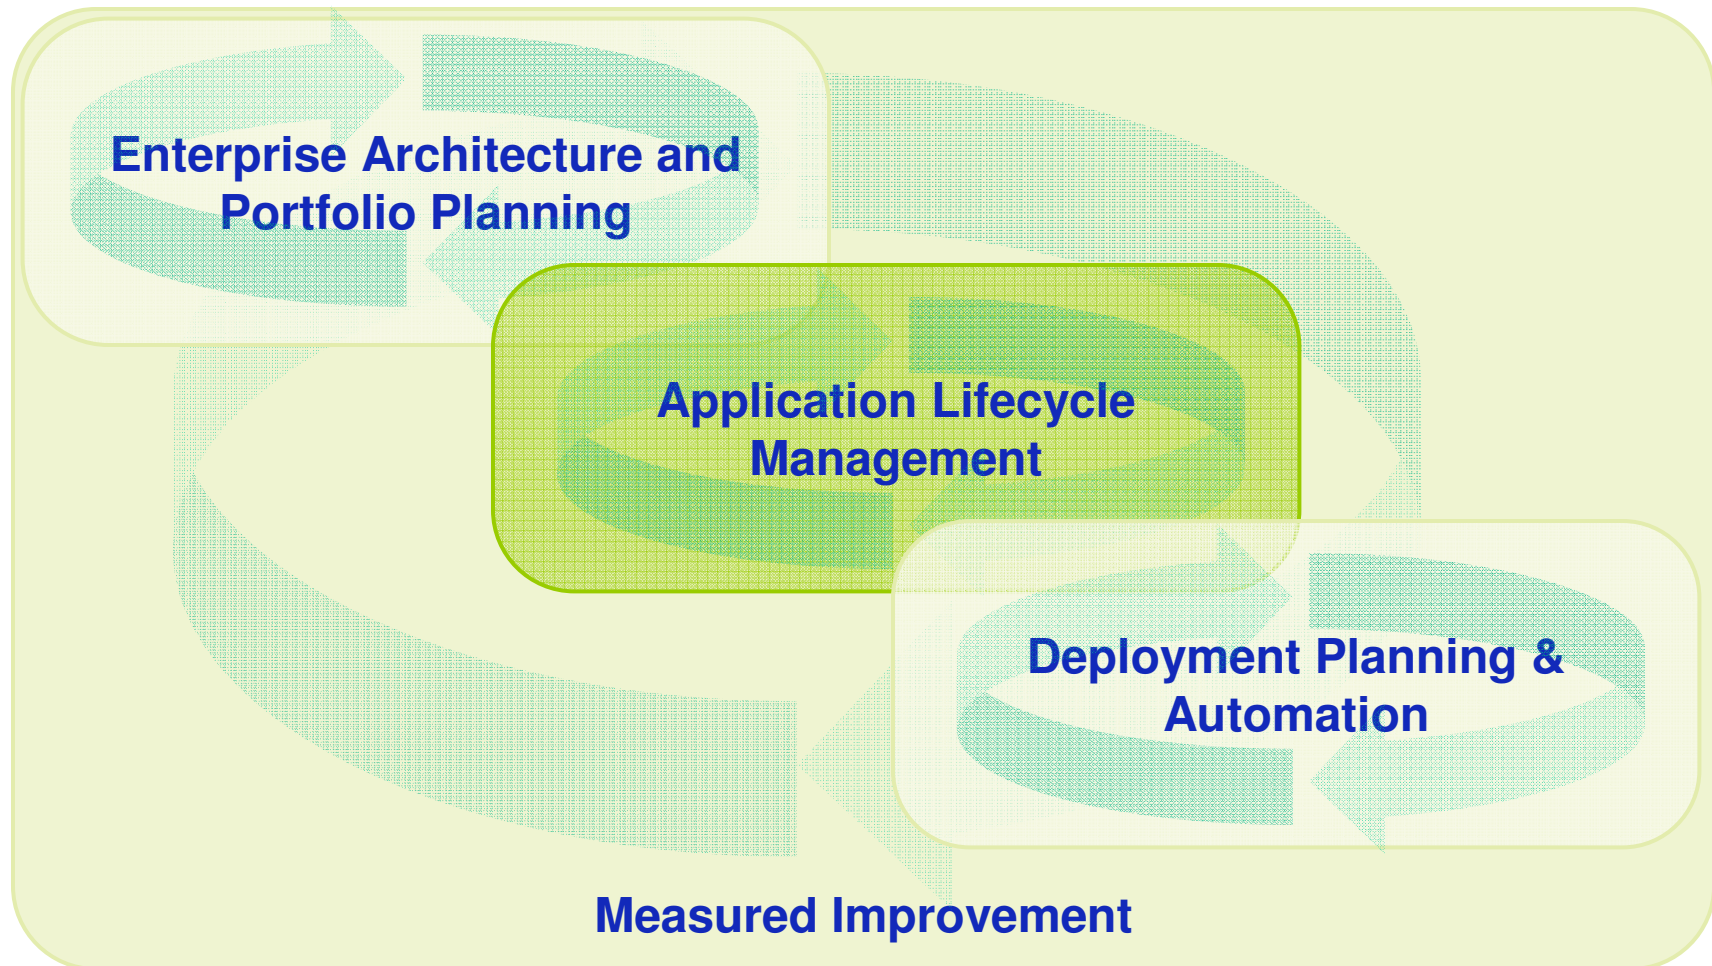 Enterprise Architecture and
Portfolio Planning
Application Lifecycle
Management
Deployment Planning &
Automation
Measured Improvement